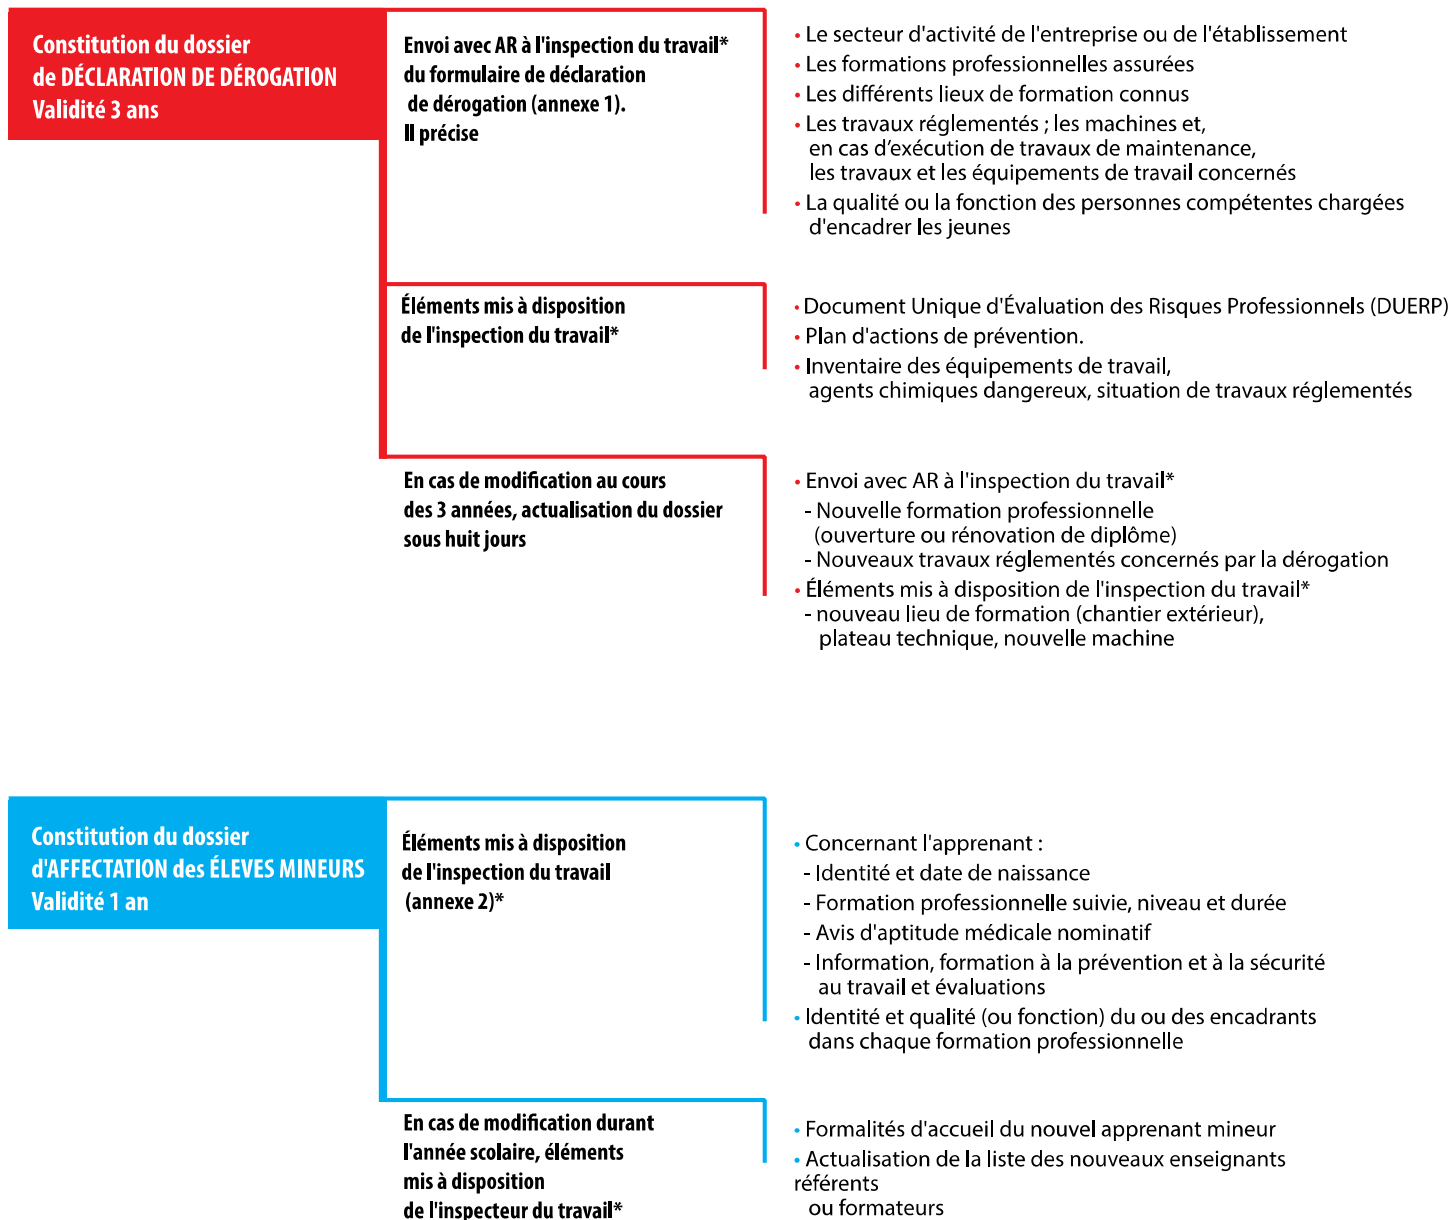 Constitution du dossier
de DÉCLARATION DE DÉROGATION
Validité 3 ans
Envoi avec AR à l'inspection du travail*
du formulaire de déclaration
de dérogation (annexe 1).
Il précise
• Le secteur d'activité de l'entreprise ou de l'établissement
• Les formations professionnelles assurées
• Les différents lieux de formation connus
• Les travaux réglementés ; les machines et,
en cas d’exécution de travaux de maintenance,
les travaux et les équipements de travail concernés
• La qualité ou la fonction des personnes compétentes chargées
d'encadrer les jeunes
Éléments mis à disposition
de l'inspection du travail*
• Document Unique d'Évaluation des Risques Professionnels (DUERP)
• Plan d'actions de prévention.
• Inventaire des équipements de travail,
agents chimiques dangereux, situation de travaux réglementés
En cas de modification au cours
des 3 années, actualisation du dossier
sous huit jours
• Envoi avec AR à l'inspection du travail*
- Nouvelle formation professionnelle
(ouverture ou rénovation de diplôme)
- Nouveaux travaux réglementés concernés par la dérogation
• Éléments mis à disposition de l'inspection du travail*
- nouveau lieu de formation (chantier extérieur),
plateau technique, nouvelle machine
Constitution du dossier
d'AFFECTATION des ÉLEVES MINEURS
Validité 1 an
Éléments mis à disposition
de l'inspection du travail
(annexe 2)*
• Concernant l'apprenant :
- Identité et date de naissance
- Formation professionnelle suivie, niveau et durée
- Avis d'aptitude médicale nominatif
- Information, formation à la prévention et à la sécurité
au travail et évaluations
• Identité et qualité (ou fonction) du ou des encadrants
dans chaque formation professionnelle
En cas de modification durant
l'année scolaire, éléments
mis à disposition
de l'inspecteur du travail*
• Formalités d'accueil du nouvel apprenant mineur
• Actualisation de la liste des nouveaux enseignants
référents
ou formateurs